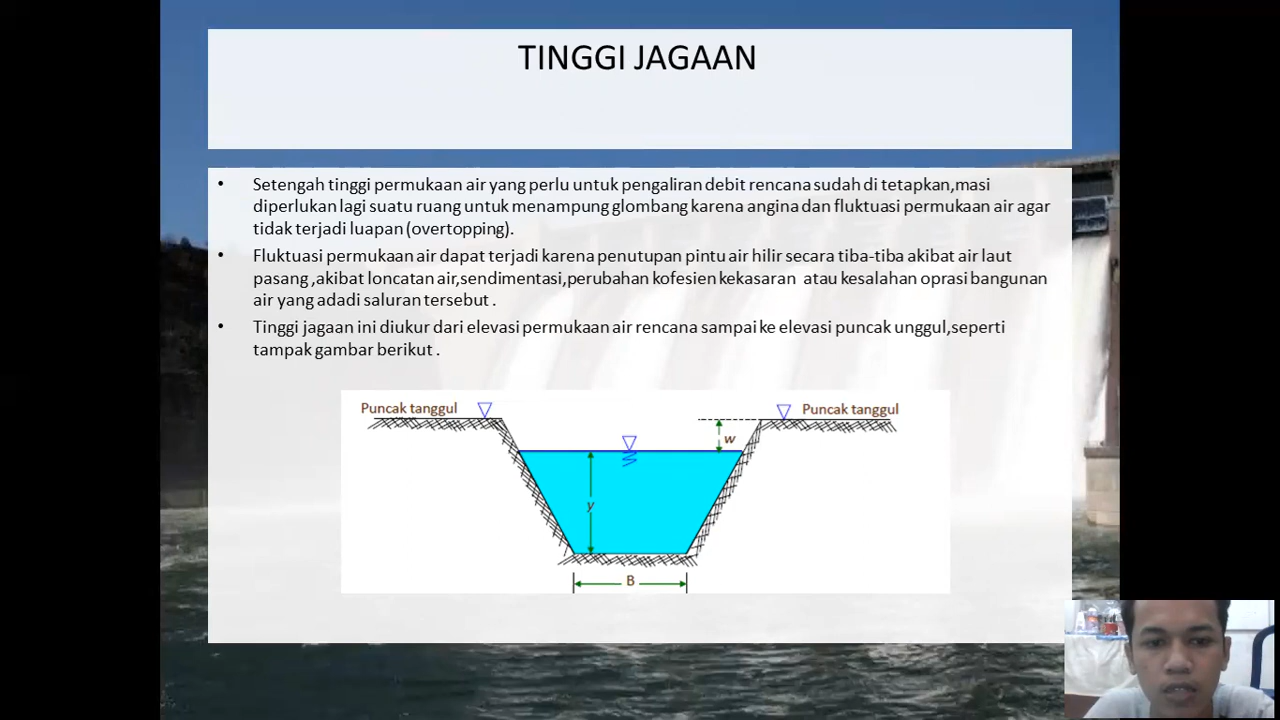 TINGGI JAGAAN
• Setengah tinggi permukaan air yang perlu untuk pengaliran debit rencana sudah di tetapkan,masi
diperlukan lagi suatu ruang untuk menampung glombang karena angina dan fluktuasi permukaan air agar
tidak terjadi luapan (overtopping).
• Fluktuasi permukaan air dapat terjadi karena penutupan pintu air hilir secara tiba-tiba akibat air laut
pasang ,akibat loncatan air,sendimentasi,perubahan kofesien kekasaran atau kesalahan oprasi bangunan
air yang adadi saluran tersebut .
• Tinggi jagaan ini diukur dari elevasi permukaan air rencana sampai ke elevasi puncak unggul,seperti
tampak gambar berikut .
Puncak tanggul
Puncak tanggul
w
y
B